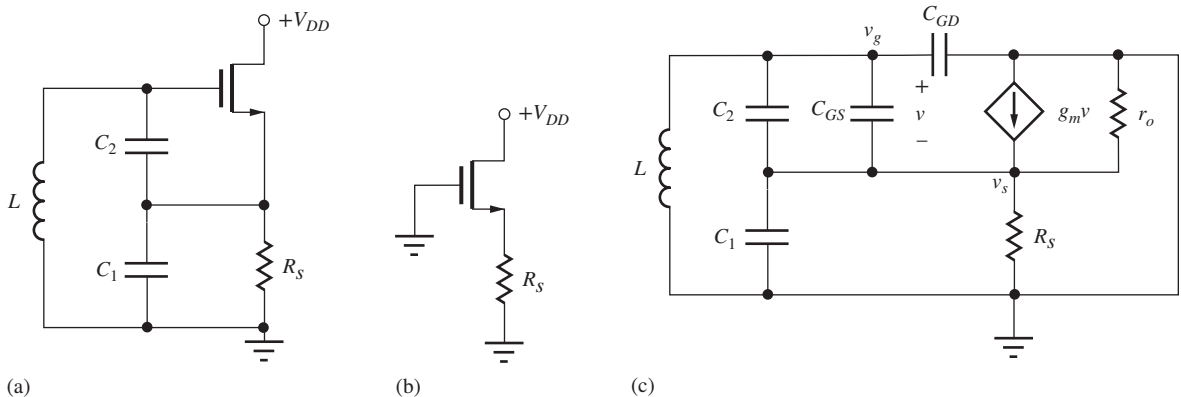 +V_DD
C_2
L
C_1
R_S
(a)
+V_DD
R_S
(b)
C_GD
v_g
+
v
−
C_2
C_GS
g_m v
r_o
L
v_s
C_1
R_S
(c)